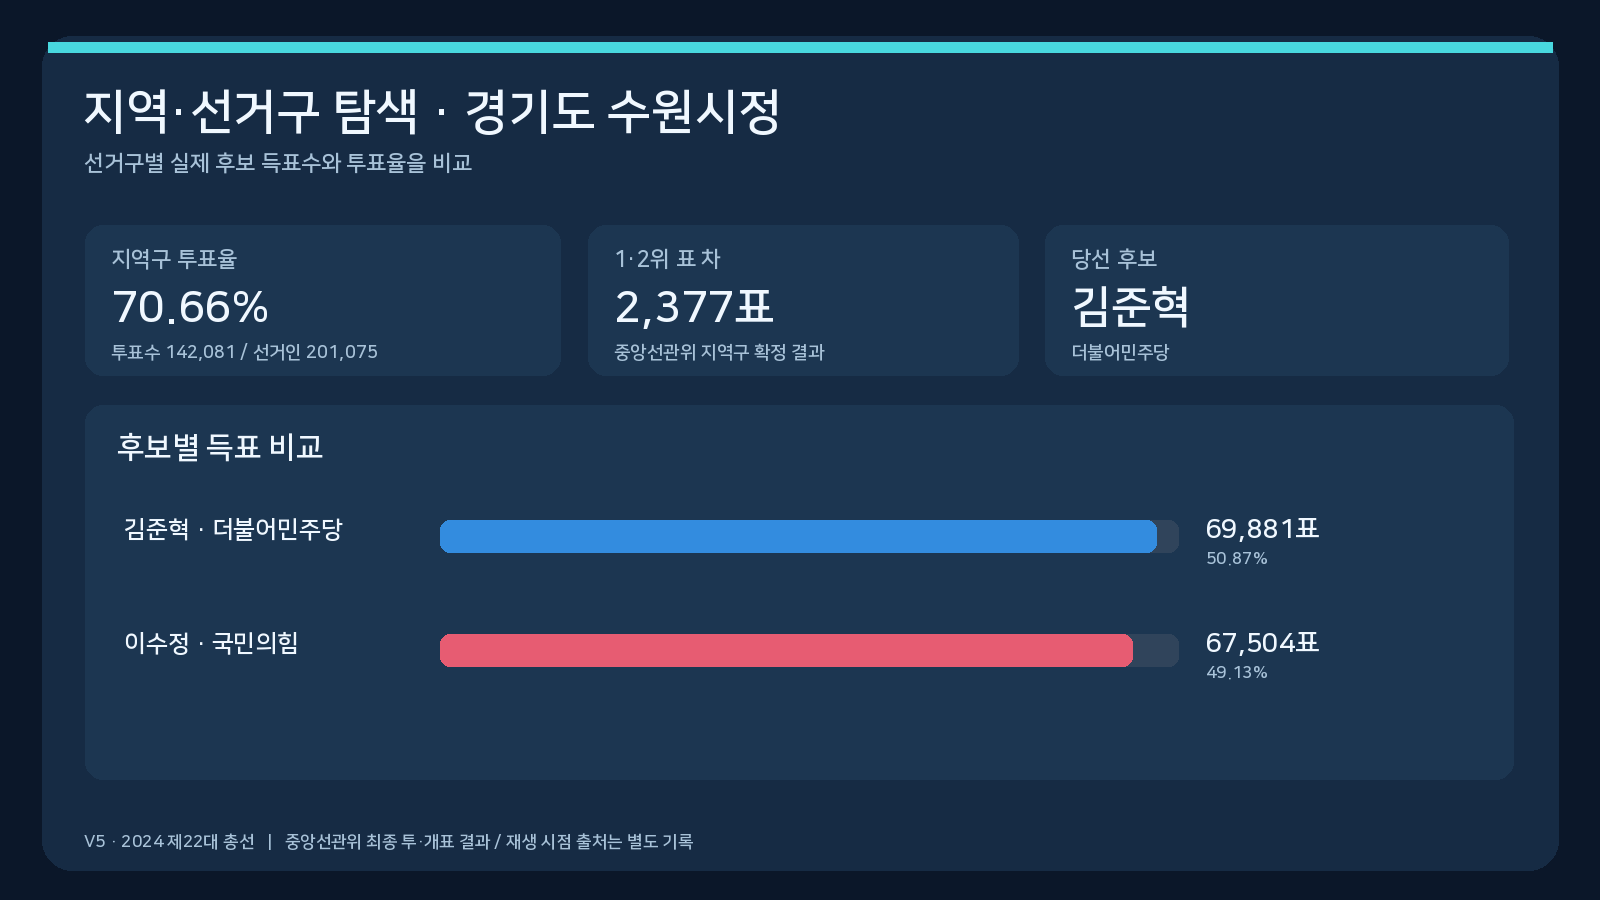 지역·선거구 탐색 · 경기도 수원시정
선거구별 실제 후보 득표수와 투표율을 비교
지역구 투표율
70.66%
투표수 142,081 / 선거인 201,075
1·2위 표 차
2,377표
중앙선관위 지역구 확정 결과
당선 후보
김준혁
더불어민주당
후보별 득표 비교
김준혁 · 더불어민주당
69,881표
50.87%
이수정 · 국민의힘
67,504표
49.13%
V5 · 2024 제22대 총선 | 중앙선관위 최종 투·개표 결과 / 재생 시점 출처는 별도 기록